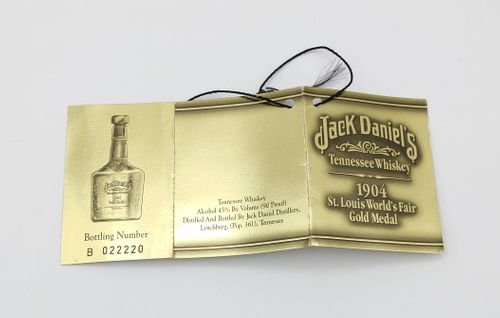 Bottling Number
B 022220
Tennessee Whiskey
Alcohol 45% By Volume (90 Proof)
Distilled And Bottled By Jack Daniel Distillery,
Lynchburg, (Pop. 361), Tennessee
Jack Daniel's
Tennessee Whiskey
1904
St. Louis World's Fair
Gold Medal